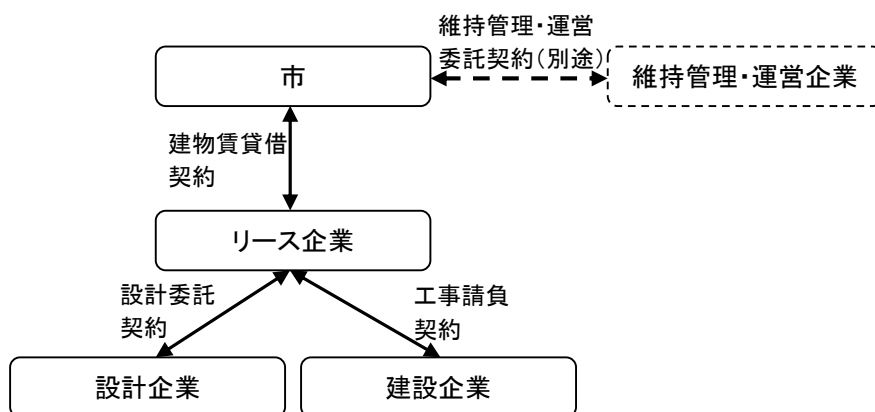 維持管理・運営
委託契約(別途)
市
維持管理・運営企業
建物賃貸借
契約
リース企業
設計委託
契約
工事請負
契約
設計企業
建設企業